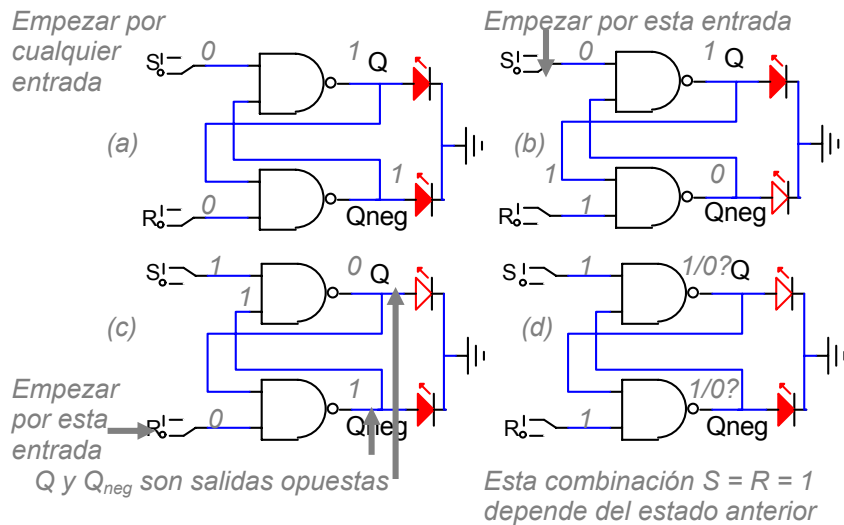 Empezar por
cualquier
entrada
S
0
1
Q
(a)
1
R
0
Qneg
Empezar por esta entrada
S
0
1
Q
(b)
1
0
R
1
Qneg
S
1
0
Q
1
(c)
Empezar
por esta
entrada
1
R
0
Qneg
Q y Qneg son salidas opuestas
S
1
1/0?
Q
(d)
1/0?
R
1
Qneg
Esta combinación S = R = 1
depende del estado anterior